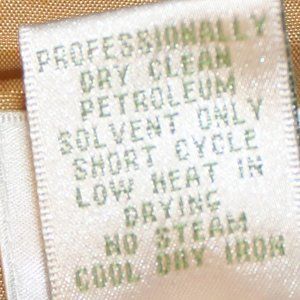 PROFESSIONALLY
DRY CLEAN
PETROLEUM
SOLVENT ONLY
SHORT CYCLE
LOW HEAT IN
DRYING
NO STEAM
COOL DRY IRON